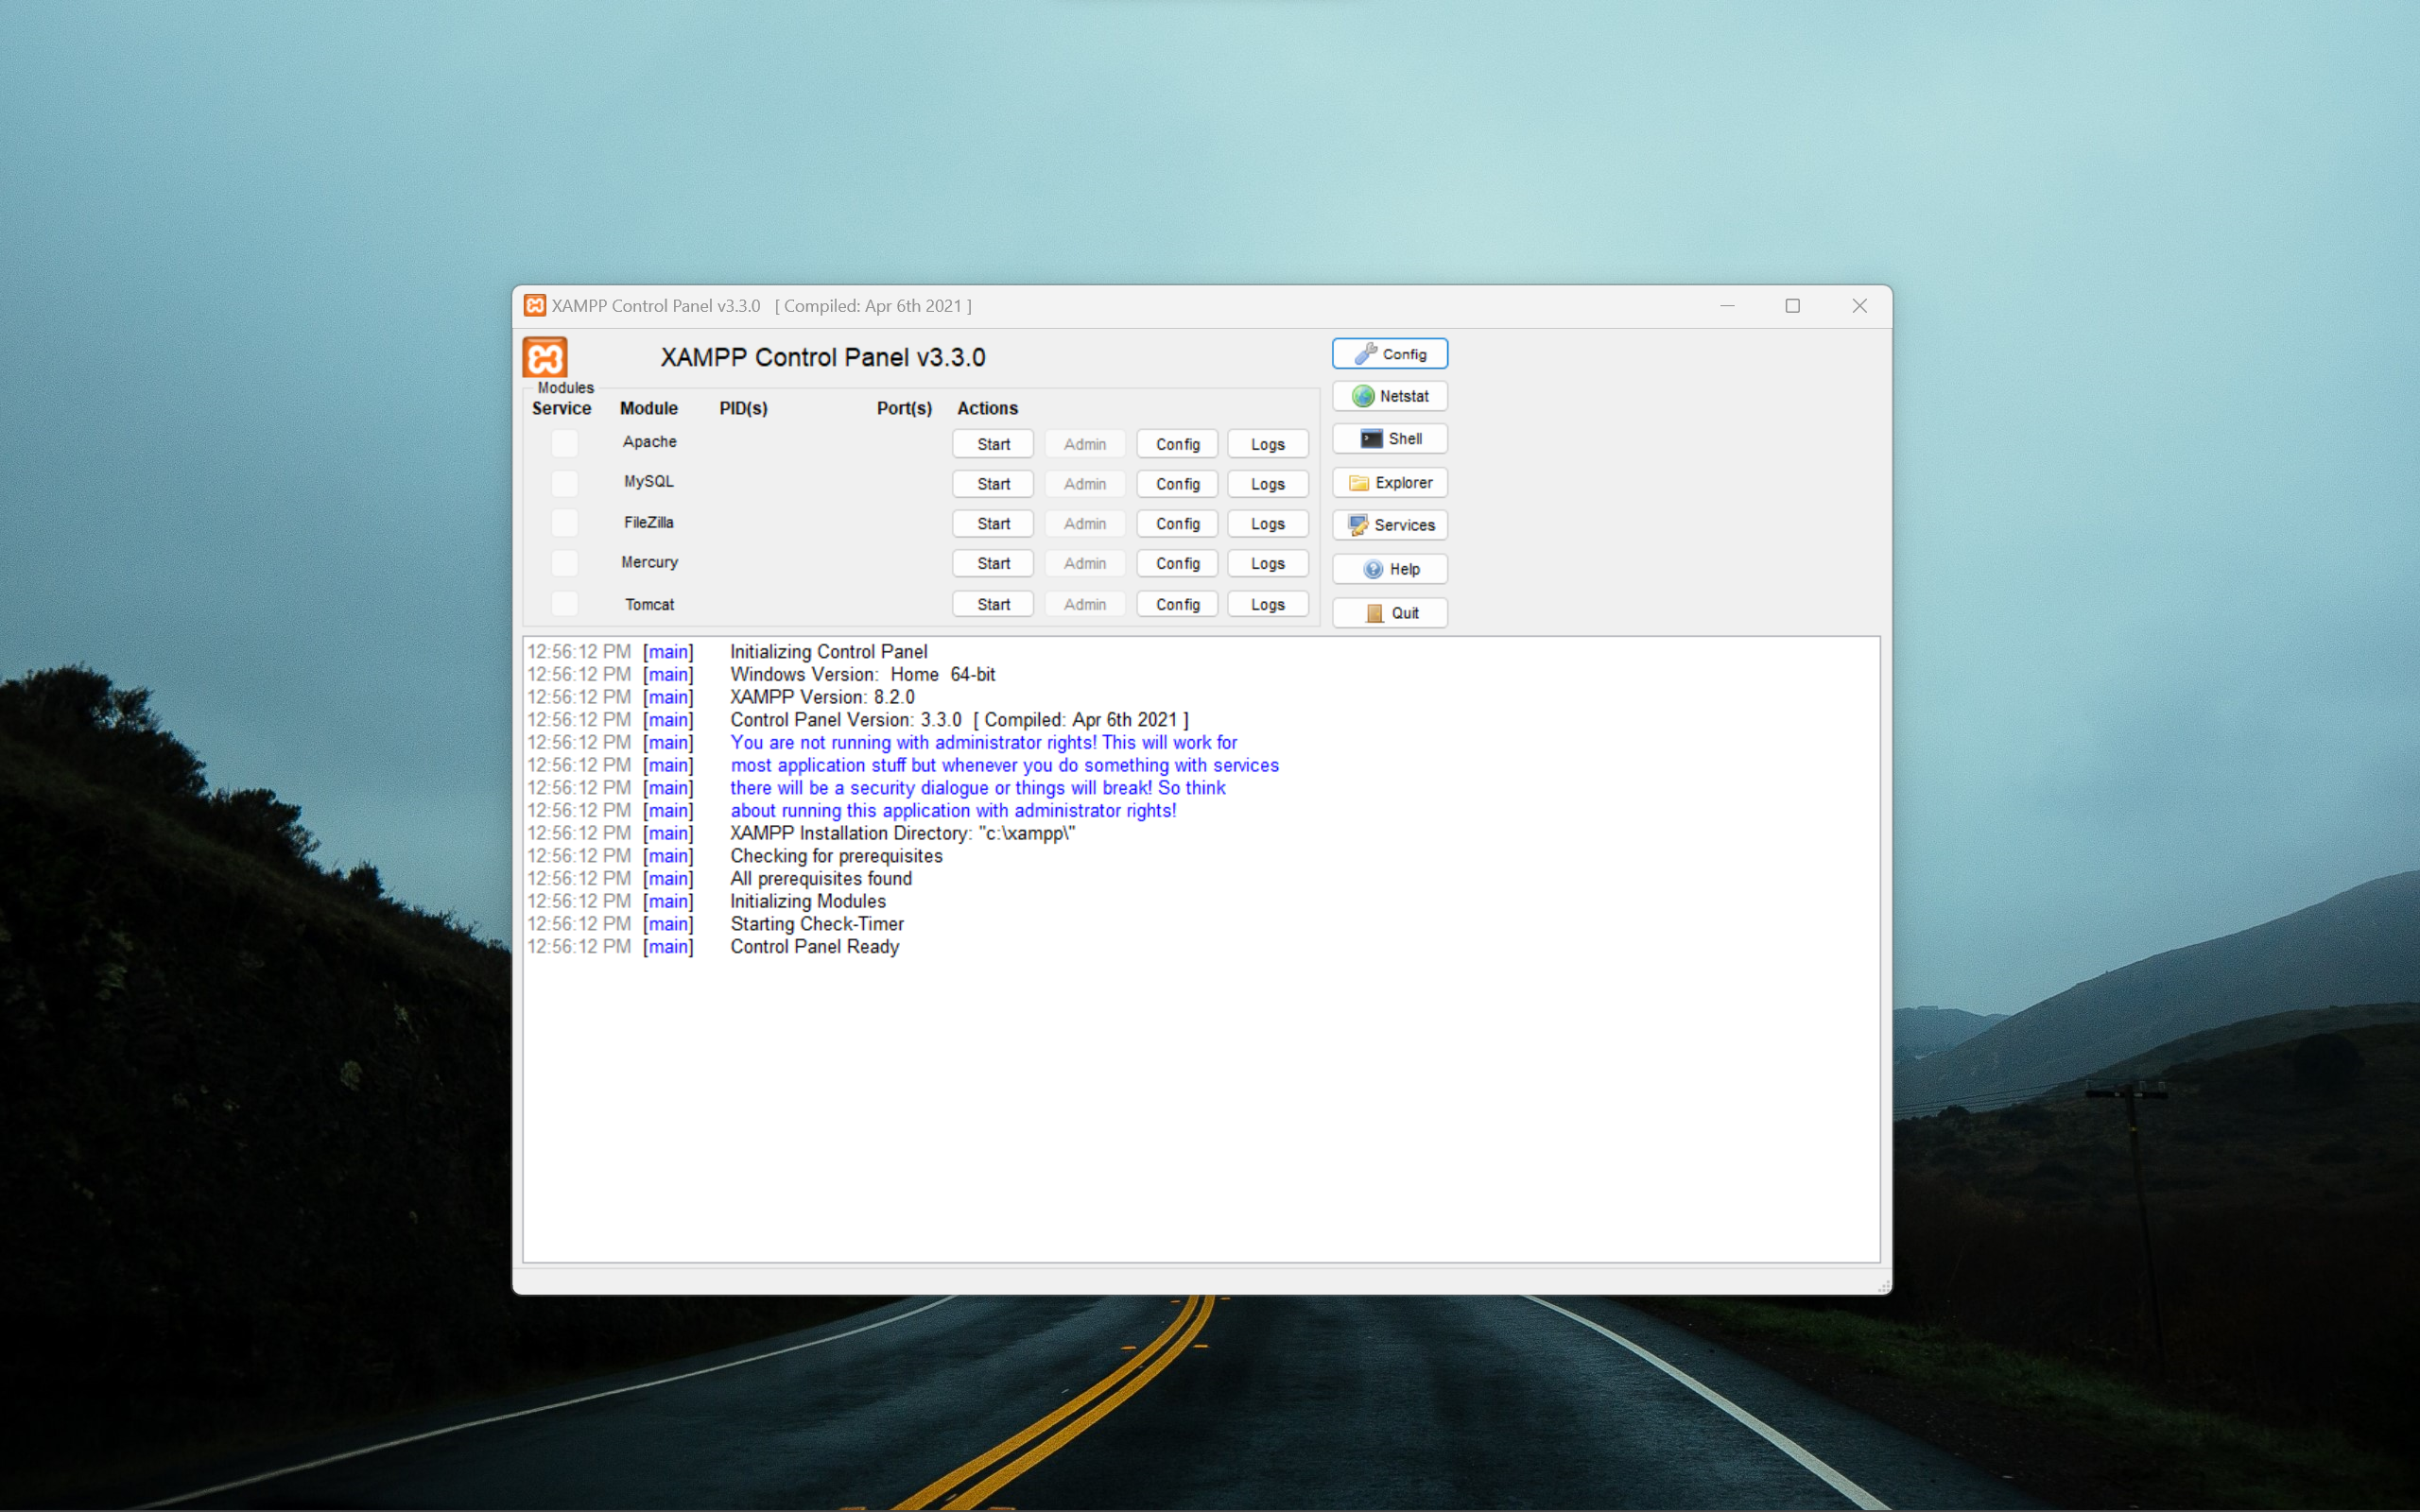 XAMPP Control Panel v3.3.0 [ Compiled: Apr 6th 2021 ]
XAMPP Control Panel v3.3.0
Config
Modules
Netstat
Service Module PID(s) Port(s) Actions
Shell
Apache Start Admin Config Logs
MySQL Start Admin Config Logs
Explorer
FileZilla Start Admin Config Logs
Services
Mercury Start Admin Config Logs
Help
Tomcat Start Admin Config Logs
Quit
12:56:12 PM [main] Initializing Control Panel
12:56:12 PM [main] Windows Version: Home 64-bit
12:56:12 PM [main] XAMPP Version: 8.2.0
12:56:12 PM [main] Control Panel Version: 3.3.0 [ Compiled: Apr 6th 2021 ]
12:56:12 PM [main] You are not running with administrator rights! This will work for
12:56:12 PM [main] most application stuff but whenever you do something with services
12:56:12 PM [main] there will be a security dialogue or things will break! So think
12:56:12 PM [main] about running this application with administrator rights!
12:56:12 PM [main] XAMPP Installation Directory: "c:\xampp\"
12:56:12 PM [main] Checking for prerequisites
12:56:12 PM [main] All prerequisites found
12:56:12 PM [main] Initializing Modules
12:56:12 PM [main] Starting Check-Timer
12:56:12 PM [main] Control Panel Ready